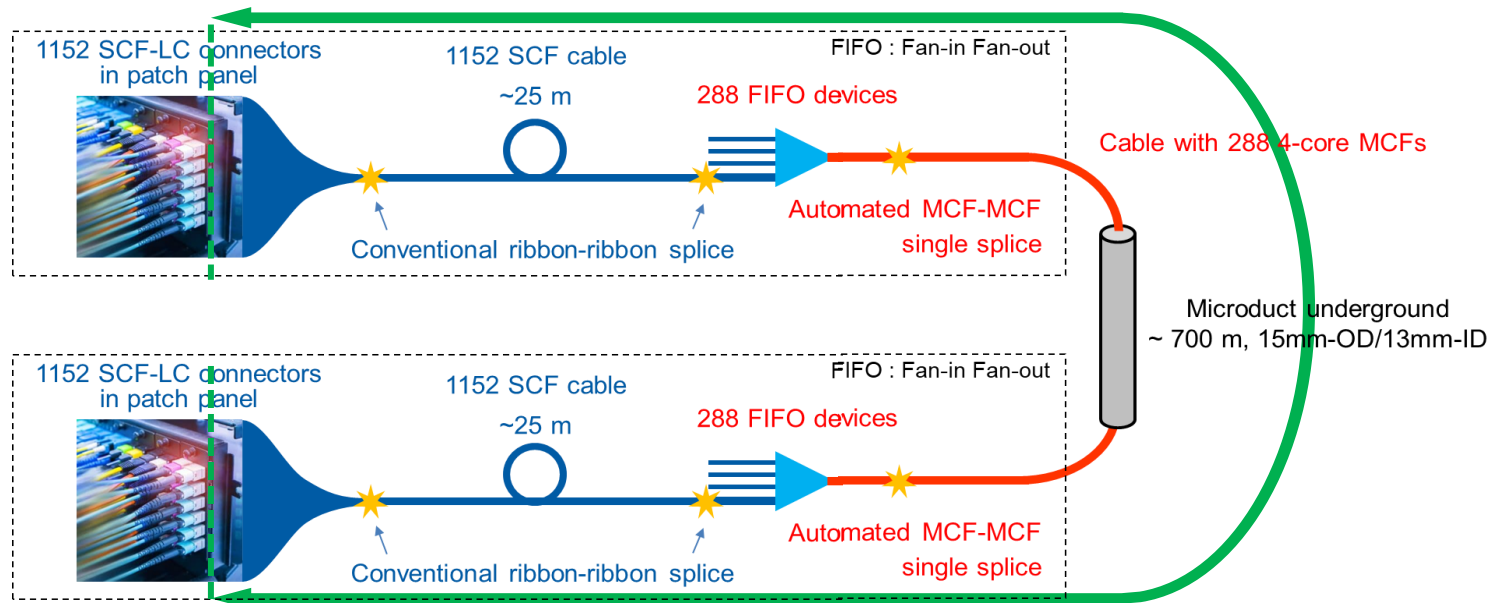 1152 SCF-LC connectors
in patch panel
1152 SCF cable
~25 m
FIFO : Fan-in Fan-out
288 FIFO devices
Cable with 288 4-core MCFs
Automated MCF-MCF
single splice
Conventional ribbon-ribbon splice
Microduct underground
~ 700 m, 15mm-OD/13mm-ID
1152 SCF-LC connectors
in patch panel
1152 SCF cable
~25 m
FIFO : Fan-in Fan-out
288 FIFO devices
Automated MCF-MCF
single splice
Conventional ribbon-ribbon splice